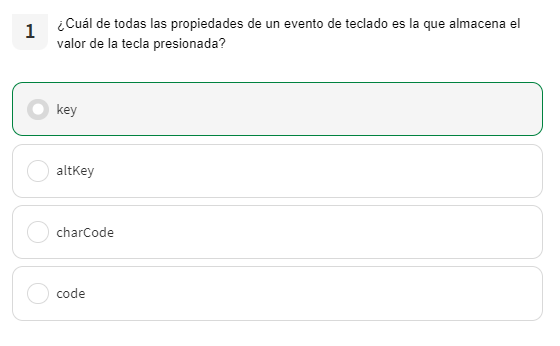 1
¿Cuál de todas las propiedades de un evento de teclado es la que almacena el
valor de la tecla presionada?
key
altKey
charCode
code